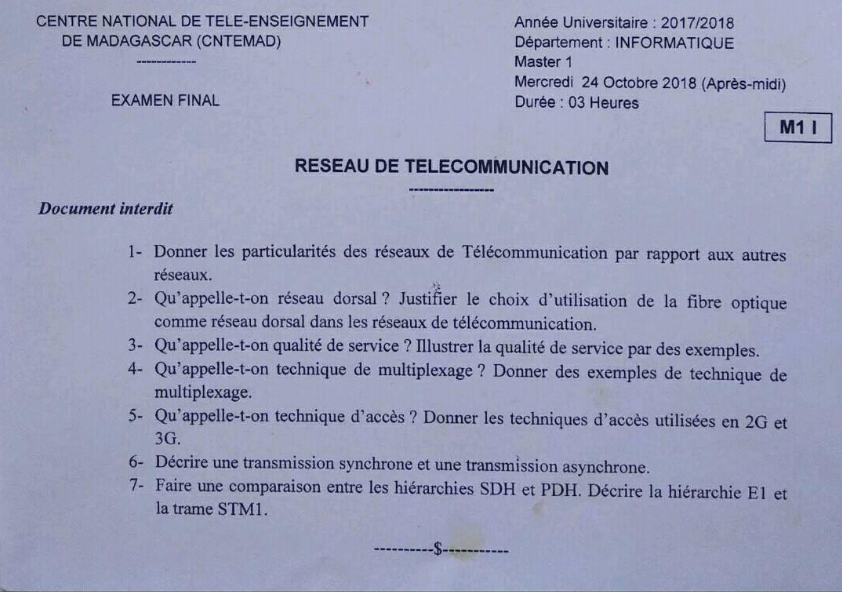 CENTRE NATIONAL DE TELE-ENSEIGNEMENT
DE MADAGASCAR (CNTEMAD)
------------
EXAMEN FINAL
Année Universitaire : 2017/2018
Département : INFORMATIQUE
Master 1
Mercredi 24 Octobre 2018 (Après-midi)
Durée : 03 Heures
M1 I
RESEAU DE TELECOMMUNICATION
-----------------
Document interdit
1- Donner les particularités des réseaux de Télécommunication par rapport aux autres
réseaux.
2- Qu'appelle-t-on réseau dorsal ? Justifier le choix d'utilisation de la fibre optique
comme réseau dorsal dans les réseaux de télécommunication.
3- Qu'appelle-t-on qualité de service ? Illustrer la qualité de service par des exemples.
4- Qu'appelle-t-on technique de multiplexage ? Donner des exemples de technique de
multiplexage.
5- Qu'appelle-t-on technique d'accès ? Donner les techniques d'accès utilisées en 2G et
3G.
6- Décrire une transmission synchrone et une transmission asynchrone.
7- Faire une comparaison entre les hiérarchies SDH et PDH. Décrire la hiérarchie E1 et
la trame STM1.
----------$-----------